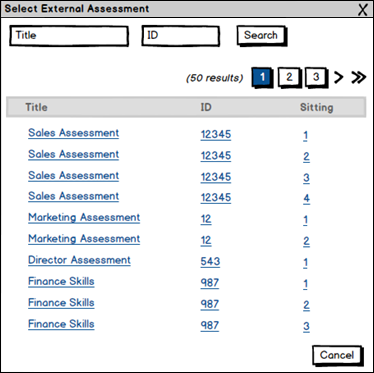 Select External Assessment X
Title ID Search
(50 results) 1 2 3 > >>
Title ID Sitting
Sales Assessment 12345 1
Sales Assessment 12345 2
Sales Assessment 12345 3
Sales Assessment 12345 4
Marketing Assessment 12 1
Marketing Assessment 12 2
Director Assessment 543 1
Finance Skills 987 1
Finance Skills 987 2
Finance Skills 987 3
Cancel